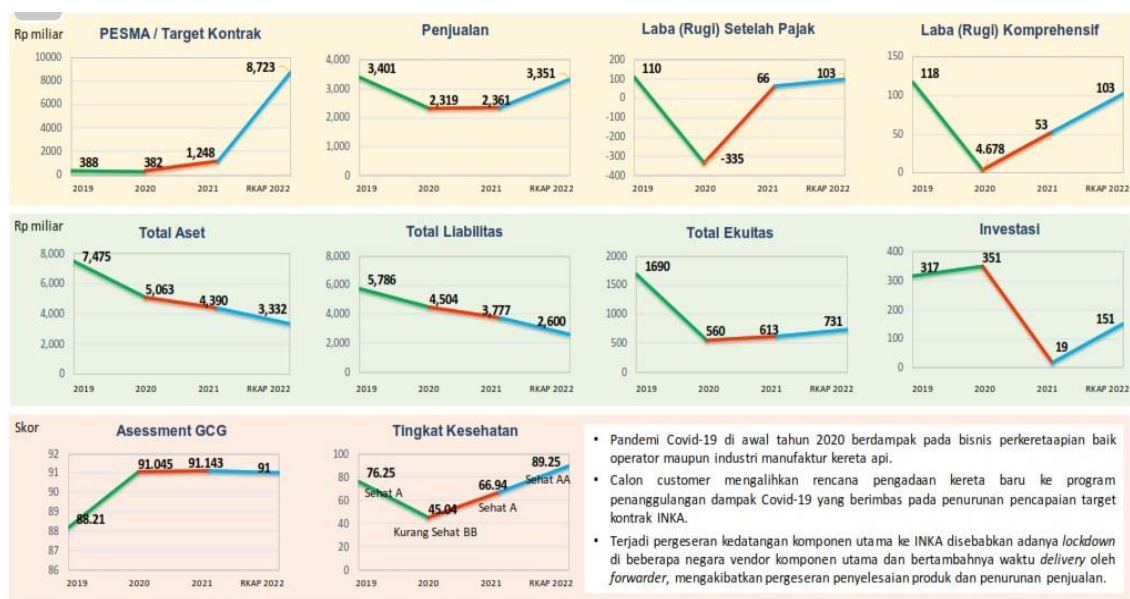 Rp miliar
PESMA / Target Kontrak
10000
8000
6000
4000
2000
0
388
382
1,248
8,723
2019 2020 2021 RKAP 2022
Penjualan
4,000
3,000
2,000
1,000
0
3,401
2,319
2,361
3,351
2019 2020 2021 RKAP 2022
Laba (Rugi) Setelah Pajak
200
100
0
-100
-200
-300
-400
110
-335
66
103
2019 2020 2021 RKAP 2022
Laba (Rugi) Komprehensif
150
100
50
0
118
4.678
53
103
2019 2020 2021 RKAP 2022
Rp miliar
Total Aset
8,000
6,000
4,000
2,000
0
7,475
5,063
4,390
3,332
2019 2020 2021 RKAP 2022
Total Liabilitas
8,000
6,000
4,000
2,000
0
5,786
4,504
3,777
2,600
2019 2020 2021 RKAP 2022
Total Ekuitas
2000
1500
1000
500
0
1690
560
613
731
2019 2020 2021 RKAP 2022
Investasi
400
300
200
100
0
317
351
19
151
2019 2020 2021 RKAP 2022
Skor
Asessment GCG
92
91
90
89
88
87
86
88.21
91.045
91.143
91
2019 2020 2021 RKAP 2022
Tingkat Kesehatan
100
80
60
40
20
0
76.25
Sehat A
45.04
Kurang Sehat BB
66.94
Sehat A
89.25
Sehat AA
2019 2020 2021 RKAP 2022
• Pandemi Covid-19 di awal tahun 2020 berdampak pada bisnis perkeretaapian baik
operator maupun industri manufaktur kereta api.
• Calon customer mengalihkan rencana pengadaan kereta baru ke program
penanggulangan dampak Covid-19 yang berimbas pada penurunan pencapaian target
kontrak INKA.
• Terjadi pergeseran kedatangan komponen utama ke INKA disebabkan adanya lockdown
di beberapa negara vendor komponen utama dan bertambahnya waktu delivery oleh
forwarder, mengakibatkan pergeseran penyelesaian produk dan penurunan penjualan.